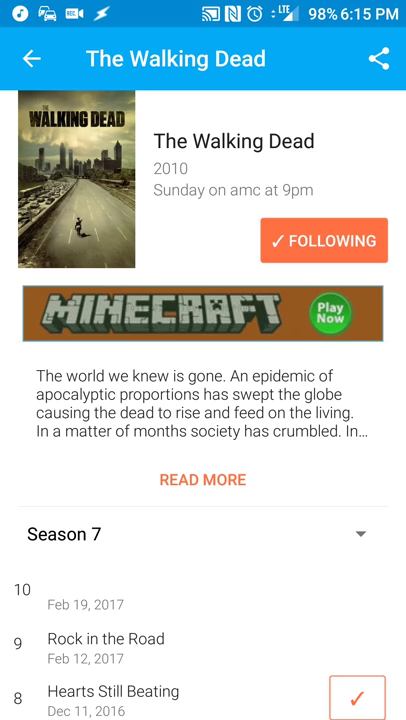 REC
LTE
98% 6:15 PM
The Walking Dead
THE
WALKING DEAD
The Walking Dead
2010
Sunday on amc at 9pm
✓ FOLLOWING
MINECRAFT
Play
Now
The world we knew is gone. An epidemic of
apocalyptic proportions has swept the globe
causing the dead to rise and feed on the living.
In a matter of months society has crumbled. In...
READ MORE
Season 7
10
Feb 19, 2017
9
Rock in the Road
Feb 12, 2017
8
Hearts Still Beating
Dec 11, 2016
✓